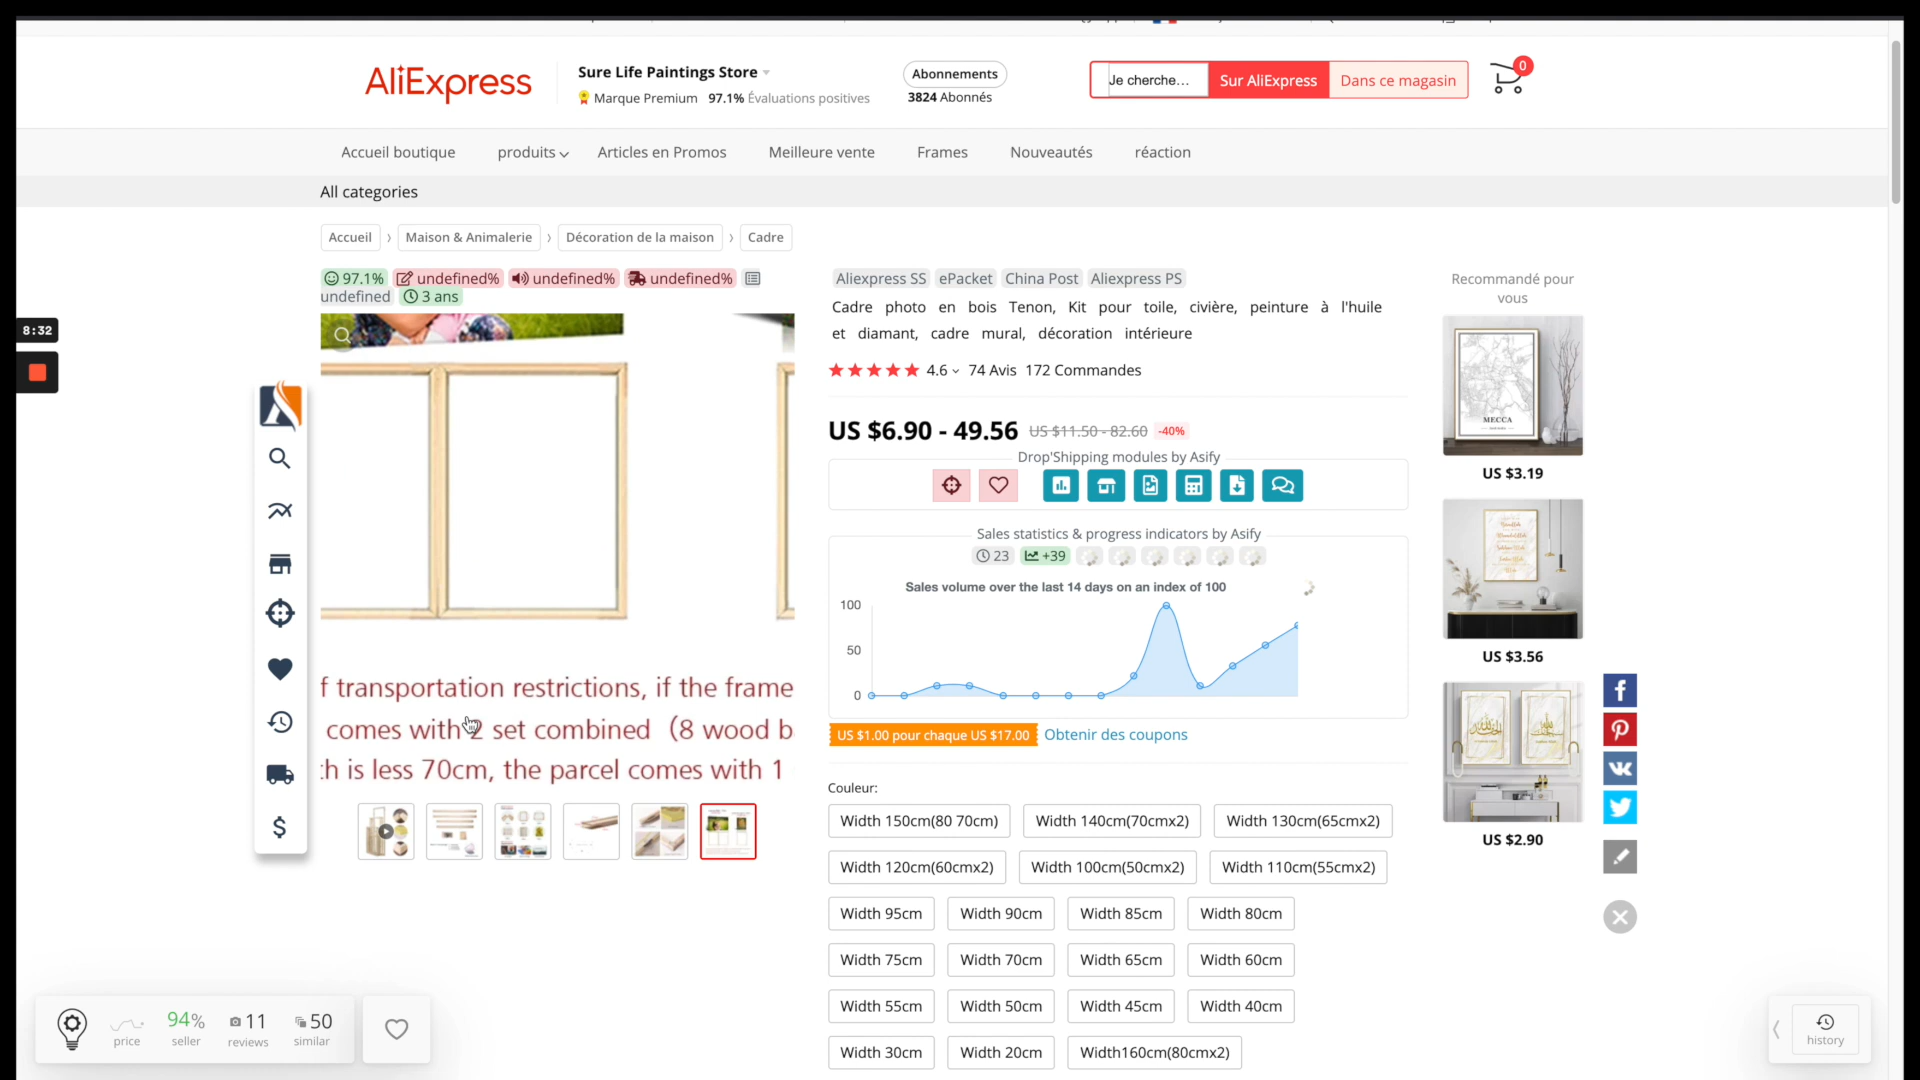 AliExpress
Sure Life Paintings Store
Marque Premium 97.1% Évaluations positives
Abonnements
3824 Abonnés
Je cherche...
Sur AliExpress
Dans ce magasin
0
Accueil boutique
produits
Articles en Promos
Meilleure vente
Frames
Nouveautés
réaction
All categories
Accueil
Maison & Animalerie
Décoration de la maison
Cadre
97.1% undefined% undefined% undefined%
undefined 3 ans
8:32
f transportation restrictions, if the frame
comes with 2 set combined (8 wood b
h is less 70cm, the parcel comes with 1
Aliexpress SS ePacket China Post Aliexpress PS
Cadre photo en bois Tenon, Kit pour toile, civière, peinture à l'huile
et diamant, cadre mural, décoration intérieure
4.6 74 Avis 172 Commandes
US $6.90 - 49.56 US $11.50 - 82.60 -40%
Drop'Shipping modules by Asify
Sales statistics & progress indicators by Asify
23 +39
Sales volume over the last 14 days on an index of 100
100
50
0
US $1.00 pour chaque US $17.00 Obtenir des coupons
Couleur:
Width 150cm(80 70cm) Width 140cm(70cmx2) Width 130cm(65cmx2)
Width 120cm(60cmx2) Width 100cm(50cmx2) Width 110cm(55cmx2)
Width 95cm Width 90cm Width 85cm Width 80cm
Width 75cm Width 70cm Width 65cm Width 60cm
Width 55cm Width 50cm Width 45cm Width 40cm
Width 30cm Width 20cm Width160cm(80cmx2)
Recommandé pour
vous
MECCA
US $3.19
US $3.56
US $2.90
price
94%
seller
11
reviews
50
similar
history